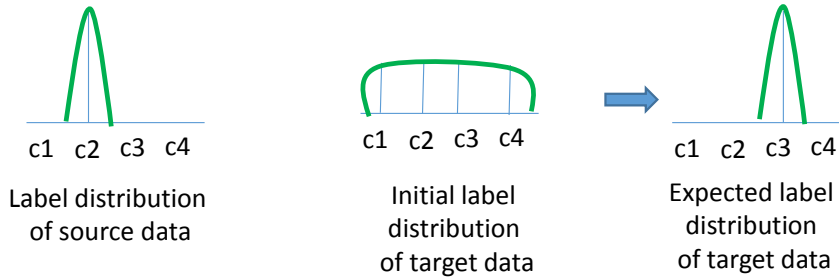 c1 c2 c3 c4
Label distribution
of source data
c1 c2 c3 c4
Initial label
distribution
of target data
c1 c2 c3 c4
Expected label
distribution
of target data